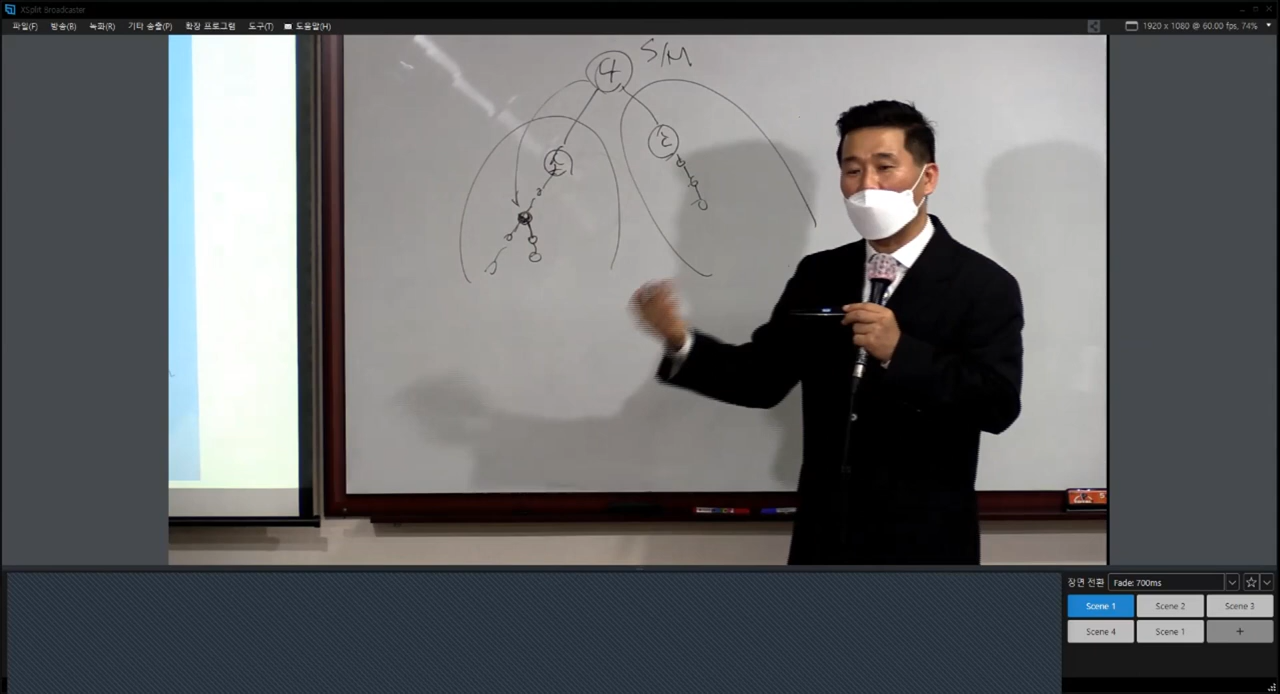 XSplit Broadcaster
파일(F) 방송(B) 녹화(R) 기타 송출(P) 확장 프로그램 도구(T) 도움말(H)
1920 x 1080 @ 60.00 fps, 74%
S/M
나
좌
장면 전환 Fade: 700ms
Scene 1 Scene 2 Scene 3
Scene 4 Scene 1 +